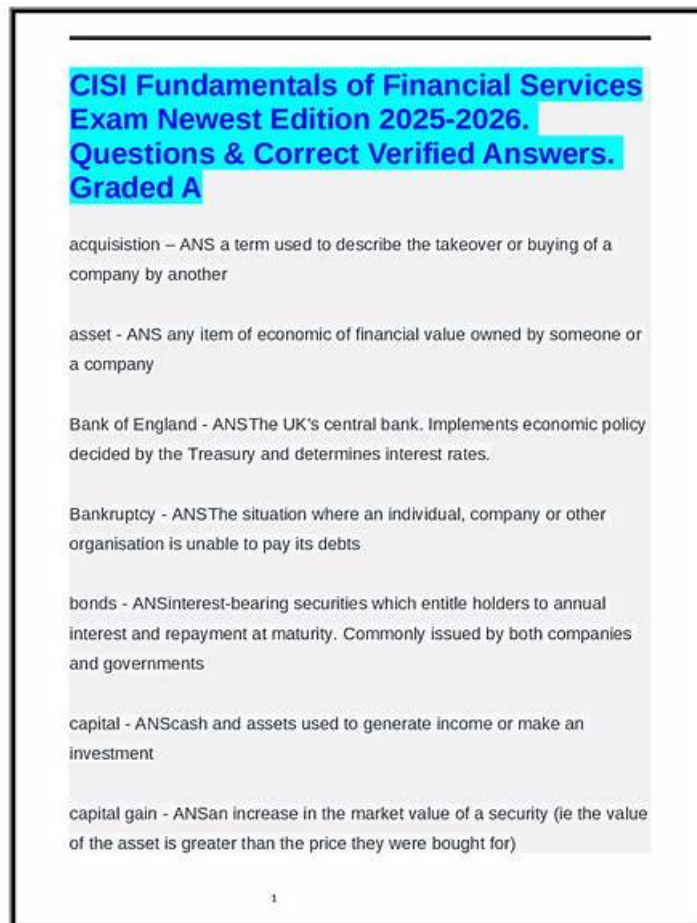 CISI Fundamentals of Financial Services
Exam Newest Edition 2025-2026.
Questions & Correct Verified Answers.
Graded A
acquisistion – ANS a term used to describe the takeover or buying of a
company by another
asset - ANS any item of economic of financial value owned by someone or
a company
Bank of England - ANSThe UK's central bank. Implements economic policy
decided by the Treasury and determines interest rates.
Bankruptcy - ANSThe situation where an individual, company or other
organisation is unable to pay its debts
bonds - ANSinterest-bearing securities which entitle holders to annual
interest and repayment at maturity. Commonly issued by both companies
and governments
capital - ANScash and assets used to generate income or make an
investment
capital gain - ANSan increase in the market value of a security (ie the value
of the asset is greater than the price they were bought for)
1